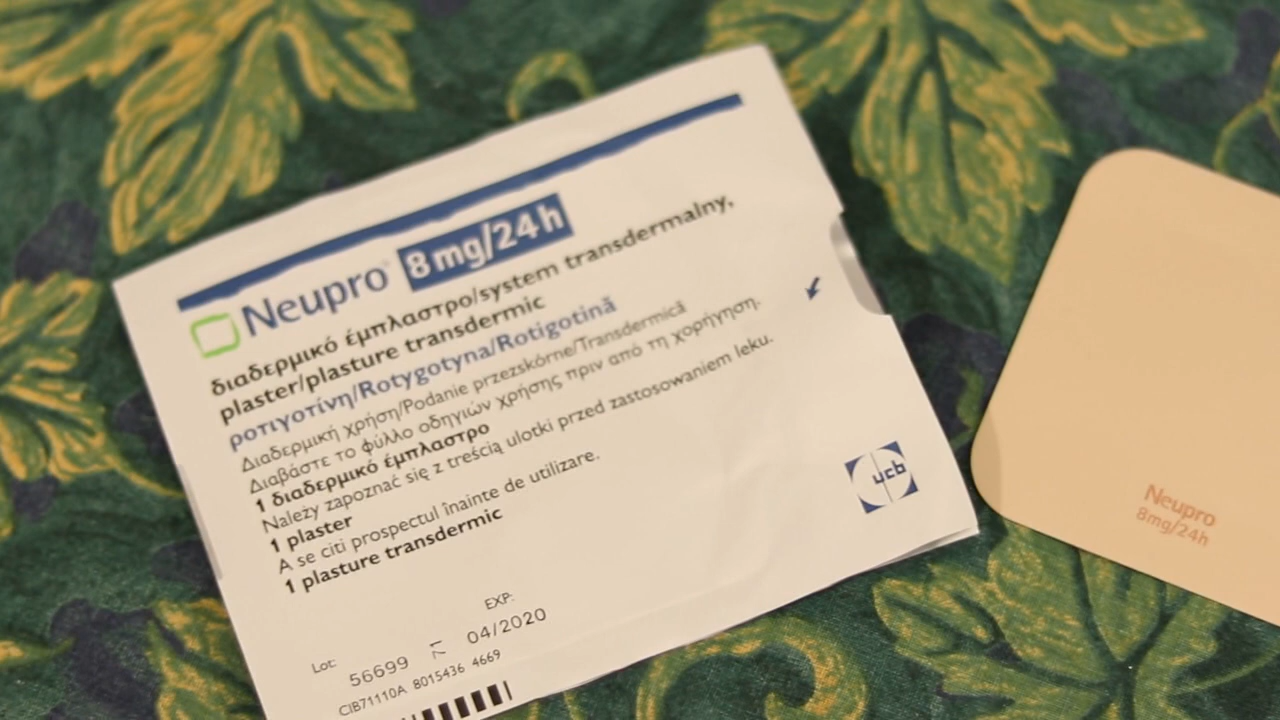 Neupro® 8 mg/24 h
διαδερμικό έμπλαστρο/system transdermalny,
plaster/plasture transdermic
ροτιγοτίνη/Rotygotyna/Rotigotină
Διαδερμική χρήση/Podanie przezskórne/Transdermică
Διαβάστε το φύλλο οδηγιών χρήσης πριν από τη χορήγηση.
1 διαδερμικό έμπλαστρο
Należy zapoznać się z treścią ulotki przed zastosowaniem leku.
1 plaster
A se citi prospectul înainte de utilizare.
1 plasture transdermic
ucb
EXP:
Lot: 56699 04/2020
CIB71110A 8015436 4669
Neupro
8mg/24h